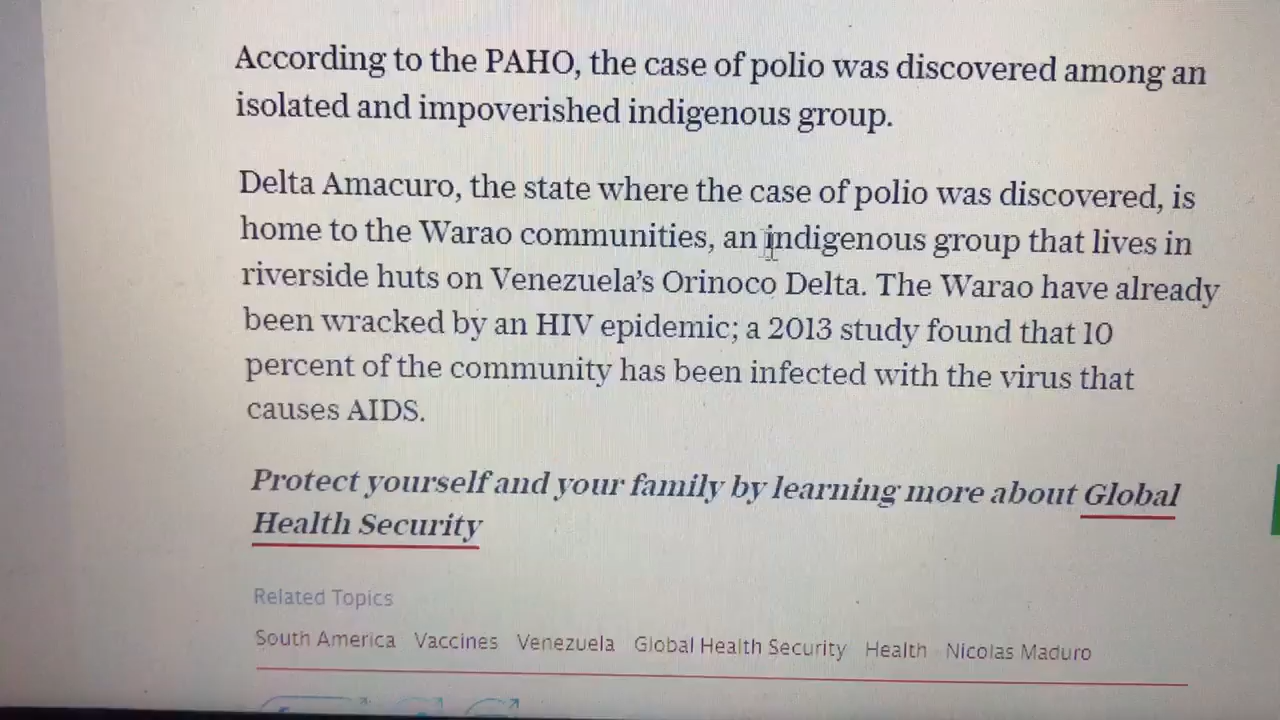 According to the PAHO, the case of polio was discovered among an
isolated and impoverished indigenous group.
Delta Amacuro, the state where the case of polio was discovered, is
home to the Warao communities, an indigenous group that lives in
riverside huts on Venezuela’s Orinoco Delta. The Warao have already
been wracked by an HIV epidemic; a 2013 study found that 10
percent of the community has been infected with the virus that
causes AIDS.
Protect yourself and your family by learning more about Global
Health Security
Related Topics
South America Vaccines Venezuela Global Health Security Health Nicolas Maduro